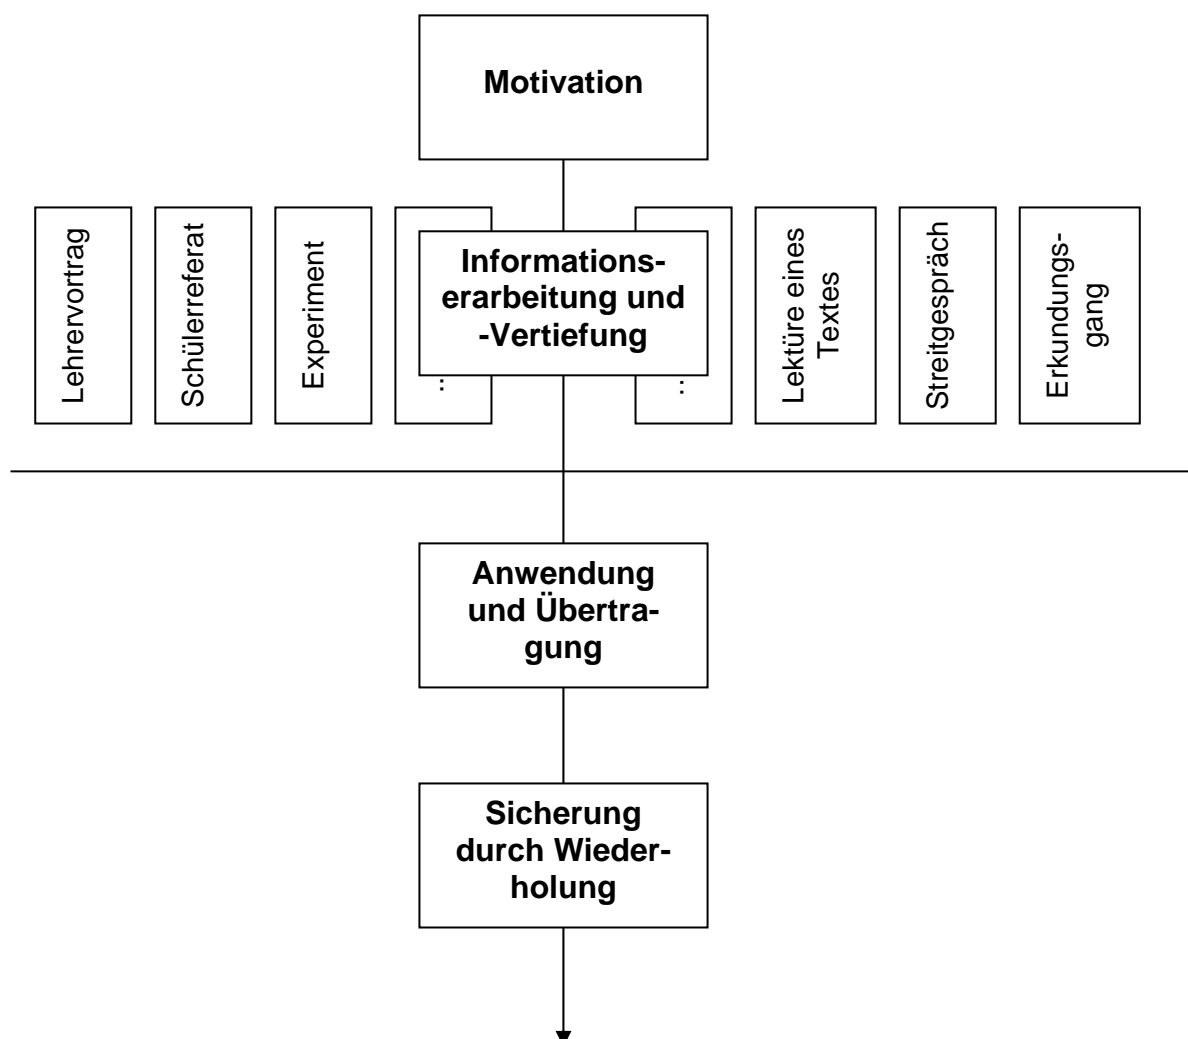 Motivation
Lehrervortrag
Schülerreferat
Experiment
...
Informations-
erarbeitung und
-Vertiefung
...
Lektüre eines
Textes
Streitgespräch
Erkundungs-
gang
Anwendung
und Übertra-
gung
Sicherung
durch Wieder-
holung